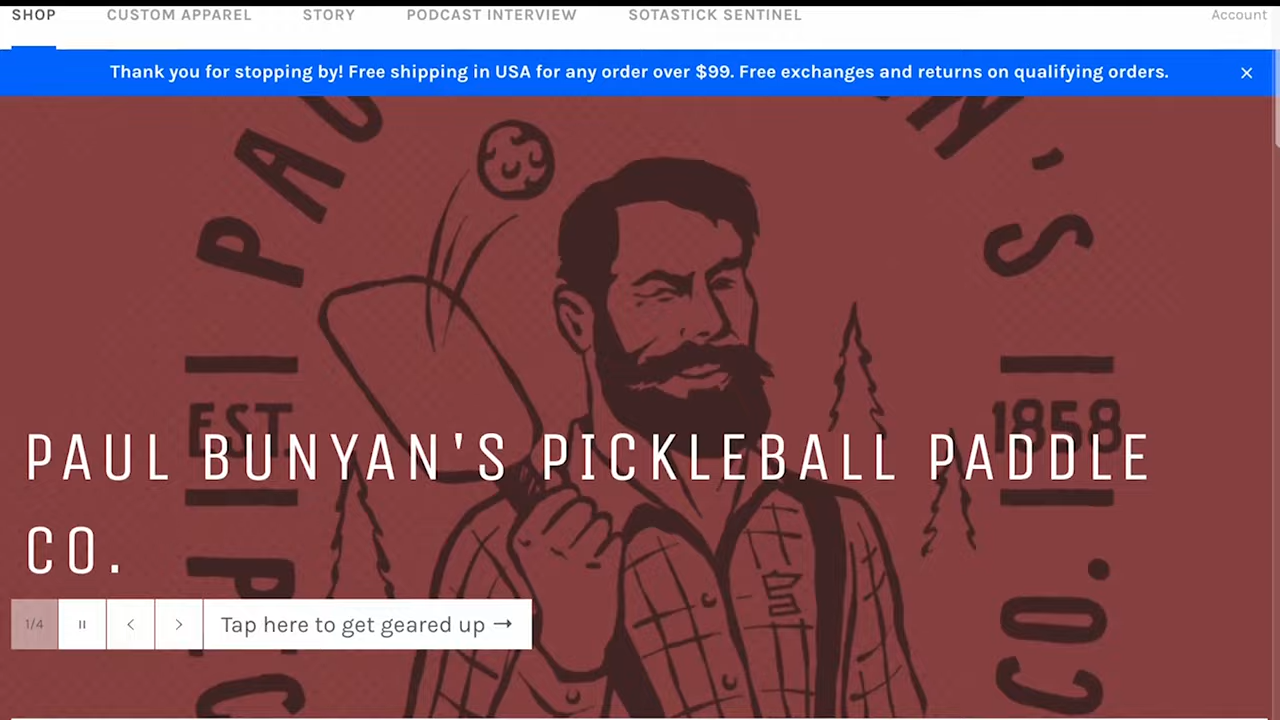 SHOP CUSTOM APPAREL STORY PODCAST INTERVIEW SOTASTICK SENTINEL Account
Thank you for stopping by! Free shipping in USA for any order over $99. Free exchanges and returns on qualifying orders. ×
PAU N'S
EST. 1858
PAUL BUNYAN'S PICKLEBALL PADDLE
CO.
1/4 Tap here to get geared up →
CO.